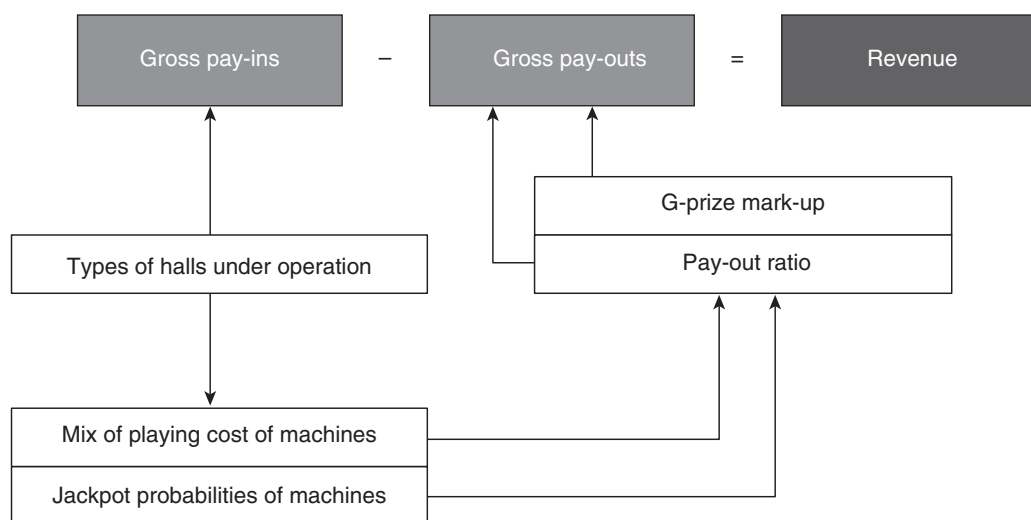 Gross pay-ins
–
Gross pay-outs
=
Revenue
G-prize mark-up
Types of halls under operation
Pay-out ratio
Mix of playing cost of machines
Jackpot probabilities of machines